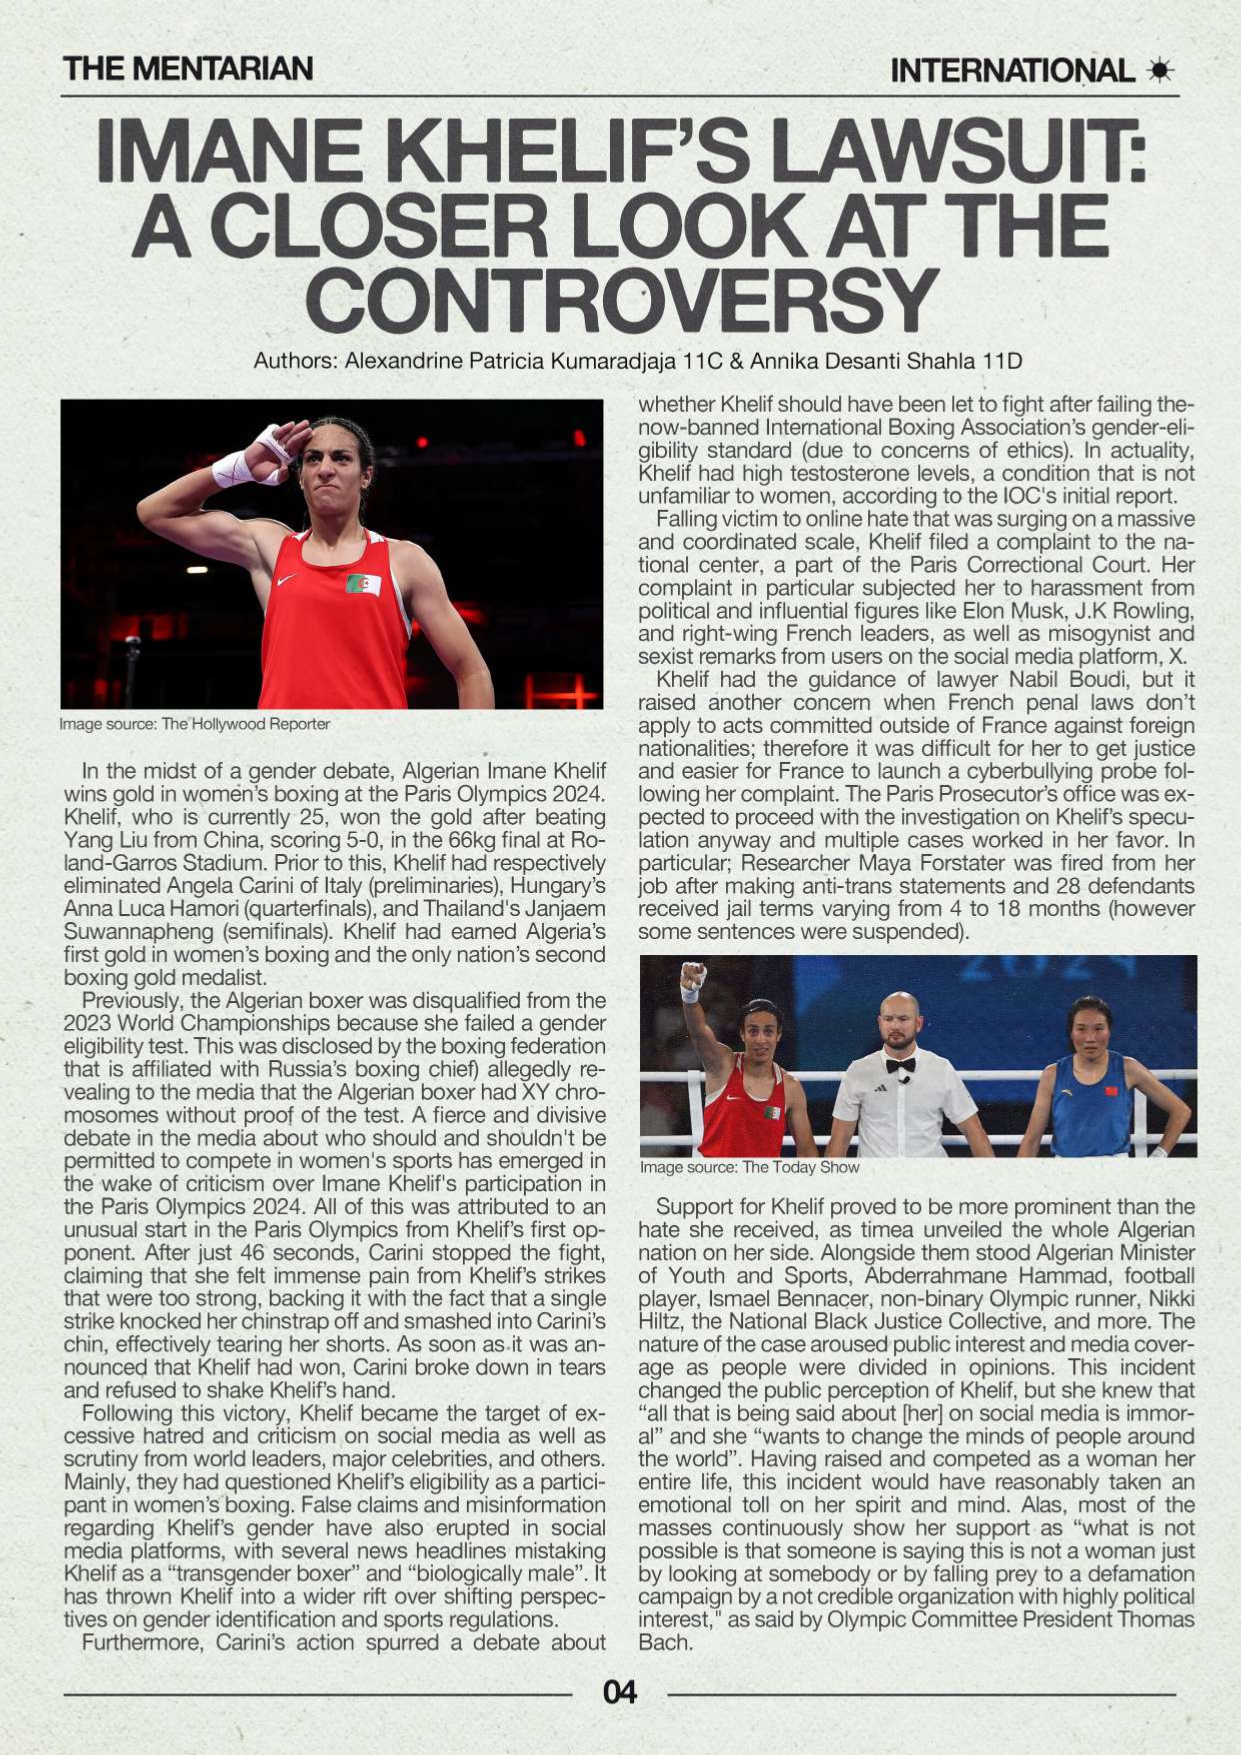 THE MENTARIAN
INTERNATIONAL
IMANE KHELIF'S LAWSUIT:
A CLOSER LOOK AT THE
CONTROVERSY
Authors: Alexandrine Patricia Kumaradjaja 11C & Annika Desanti Shahla 11D
Image source: The Hollywood Reporter
In the midst of a gender debate, Algerian Imane Khelif
wins gold in women's boxing at the Paris Olympics 2024.
Khelif, who is currently 25, won the gold after beating
Yang Liu from China, scoring 5-0, in the 66kg final at Ro-
land-Garros Stadium. Prior to this, Khelif had respectively
eliminated Angela Carini of Italy (preliminaries), Hungary's
Anna Luca Hamori (quarterfinals), and Thailand's Janjaem
Suwannapheng (semifinals). Khelif had earned Algeria's
first gold in women's boxing and the only nation's second
boxing gold medalist.
Previously, the Algerian boxer was disqualified from the
2023 World Championships because she failed a gender
eligibility test. This was disclosed by the boxing federation
that is affiliated with Russia's boxing chief) allegedly re-
vealing to the media that the Algerian boxer had XY chro-
mosomes without proof of the test. A fierce and divisive
debate in the media about who should and shouldn't be
permitted to compete in women's sports has emerged in
the wake of criticism over Imane Khelif's participation in
the Paris Olympics 2024. All of this was attributed to an
unusual start in the Paris Olympics from Khelif's first op-
ponent. After just 46 seconds, Carini stopped the fight,
claiming that she felt immense pain from Khelif's strikes
that were too strong, backing it with the fact that a single
strike knocked her chinstrap off and smashed into Carini's
chin, effectively tearing her shorts. As soon as it was an-
nounced that Khelif had won, Carini broke down in tears
and refused to shake Khelif's hand.
Following this victory, Khelif became the target of ex-
cessive hatred and criticism on social media as well as
scrutiny from world leaders, major celebrities, and others.
Mainly, they had questioned Khelif's eligibility as a partici-
pant in women's boxing. False claims and misinformation
regarding Khelif's gender have also erupted in social
media platforms, with several news headlines mistaking
Khelif as a "transgender boxer" and "biologically male". It
has thrown Khelif into a wider rift over shifting perspec-
tives on gender identification and sports regulations.
Furthermore, Carini's action spurred a debate about
whether Khelif should have been let to fight after failing the-
now-banned International Boxing Association's gender-eli-
gibility standard (due to concerns of ethics). In actuality,
Khelif had high testosterone levels, a condition that is not
unfamiliar to women, according to the IOC's initial report.
Falling victim to online hate that was surging on a massive
and coordinated scale, Khelif filed a complaint to the na-
tional center, a part of the Paris Correctional Court. Her
complaint in particular subjected her to harassment from
political and influential figures like Elon Musk, J.K Rowling,
and right-wing French leaders, as well as misogynist and
sexist remarks from users on the social media platform, X.
Khelif had the guidance of lawyer Nabil Boudi, but it
raised another concern when French penal laws don't
apply to acts committed outside of France against foreign
nationalities; therefore it was difficult for her to get justice
and easier for France to launch a cyberbullying probe fol-
lowing her complaint. The Paris Prosecutor's office was ex-
pected to proceed with the investigation on Khelif's specu-
lation anyway and multiple cases worked in her favor. In
particular; Researcher Maya Forstater was fired from her
job after making anti-trans statements and 28 defendants
received jail terms varying from 4 to 18 months (however
some sentences were suspended).
2024
Image source: The Today Show
Support for Khelif proved to be more prominent than the
hate she received, as timea unveiled the whole Algerian
nation on her side. Alongside them stood Algerian Minister
of Youth and Sports, Abderrahmane Hammad, football
player, Ismael Bennacer, non-binary Olympic runner, Nikki
Hiltz, the National Black Justice Collective, and more. The
nature of the case aroused public interest and media cover-
age as people were divided in opinions. This incident
changed the public perception of Khelif, but she knew that
"all that is being said about [her] on social media is immor-
al" and she "wants to change the minds of people around
the world". Having raised and competed as a woman her
entire life, this incident would have reasonably taken an
emotional toll on her spirit and mind. Alas, most of the
masses continuously show her support as "what is not
possible is that someone is saying this is not a woman just
by looking at somebody or by falling prey to a defamation
campaign by a not credible organization with highly political
interest," as said by Olympic Committee President Thomas
Bach.
04